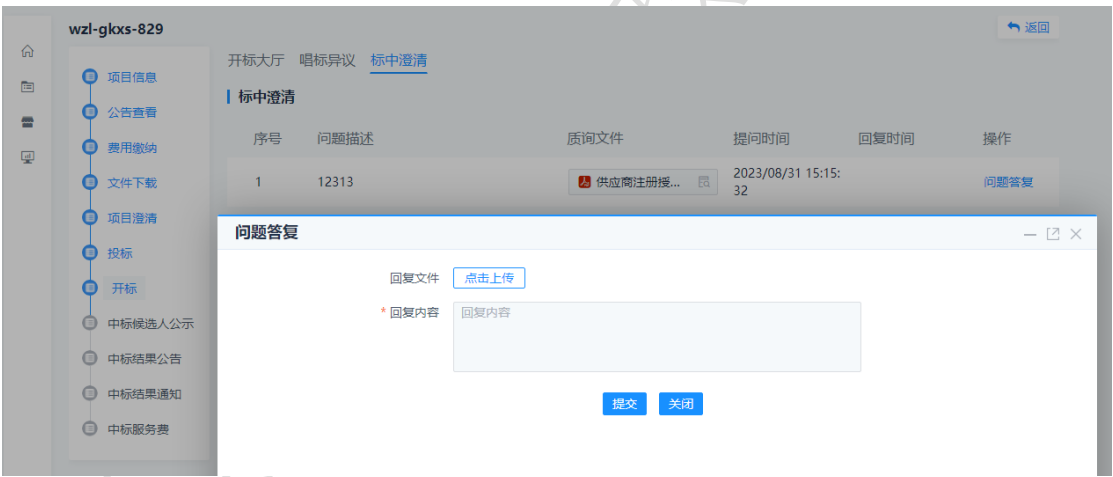 wzl-gkxs-829
返回
项目信息
公告查看
费用缴纳
文件下载
项目澄清
投标
开标
中标候选人公示
中标结果公告
中标结果通知
中标服务费
开标大厅 唱标异议 标中澄清
标中澄清
序号 问题描述 质询文件 提问时间 回复时间 操作
1 12313 供应商注册授... 2023/08/31 15:15:
32 问题答复
问题答复
回复文件 点击上传
* 回复内容 回复内容
提交 关闭